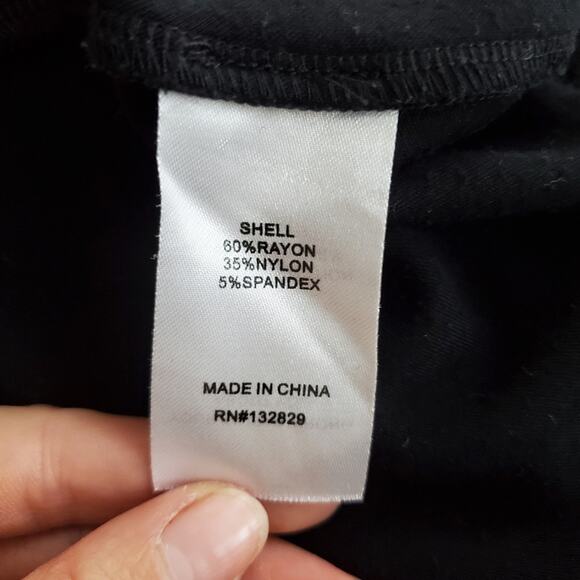 SHELL
60%RAYON
35%NYLON
5%SPANDEX
MADE IN CHINA
RN#132829